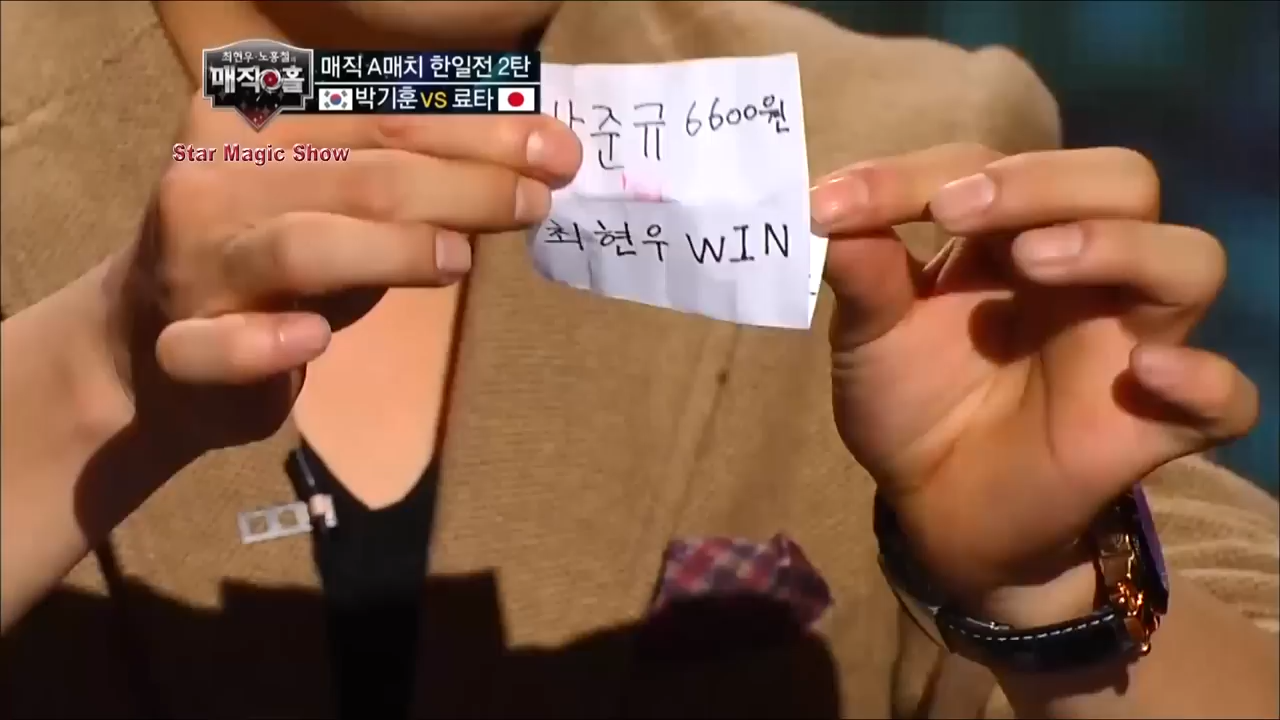 최현우·노홍철의
매직홀
매직 A매치 한일전 2탄
박기훈 VS 료타
Star Magic Show
준규 6600원
최현우 WIN